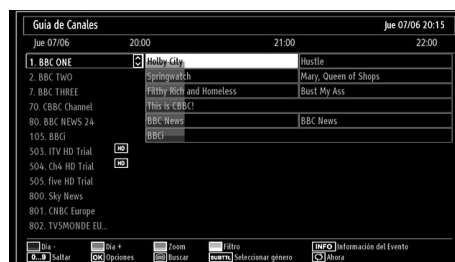 Guía de Canales Jue 07/06 20:15
Jue 07/06 20:00 21:00 22:00
1. BBC ONE Holby City Hustle
2. BBC TWO Springwatch Mary, Queen of Shops
7. BBC THREE Filthy Rich and Homeless Bust My Ass
70. CBBC Channel This is CBBC!
80. BBC NEWS 24 BBC News BBC News
105. BBCi BBCi
503. ITV HD Trial HD
504. Ch4 HD Trial HD
505. five HD Trial
800. Sky News
801. CNBC Europe
802. TV5MONDE EU...
Dia - Dia + Zoom Filtro INFO Información del Evento
0...9 Saltar OK Opciones Buscar SUBTTL Seleccionar género Ahora